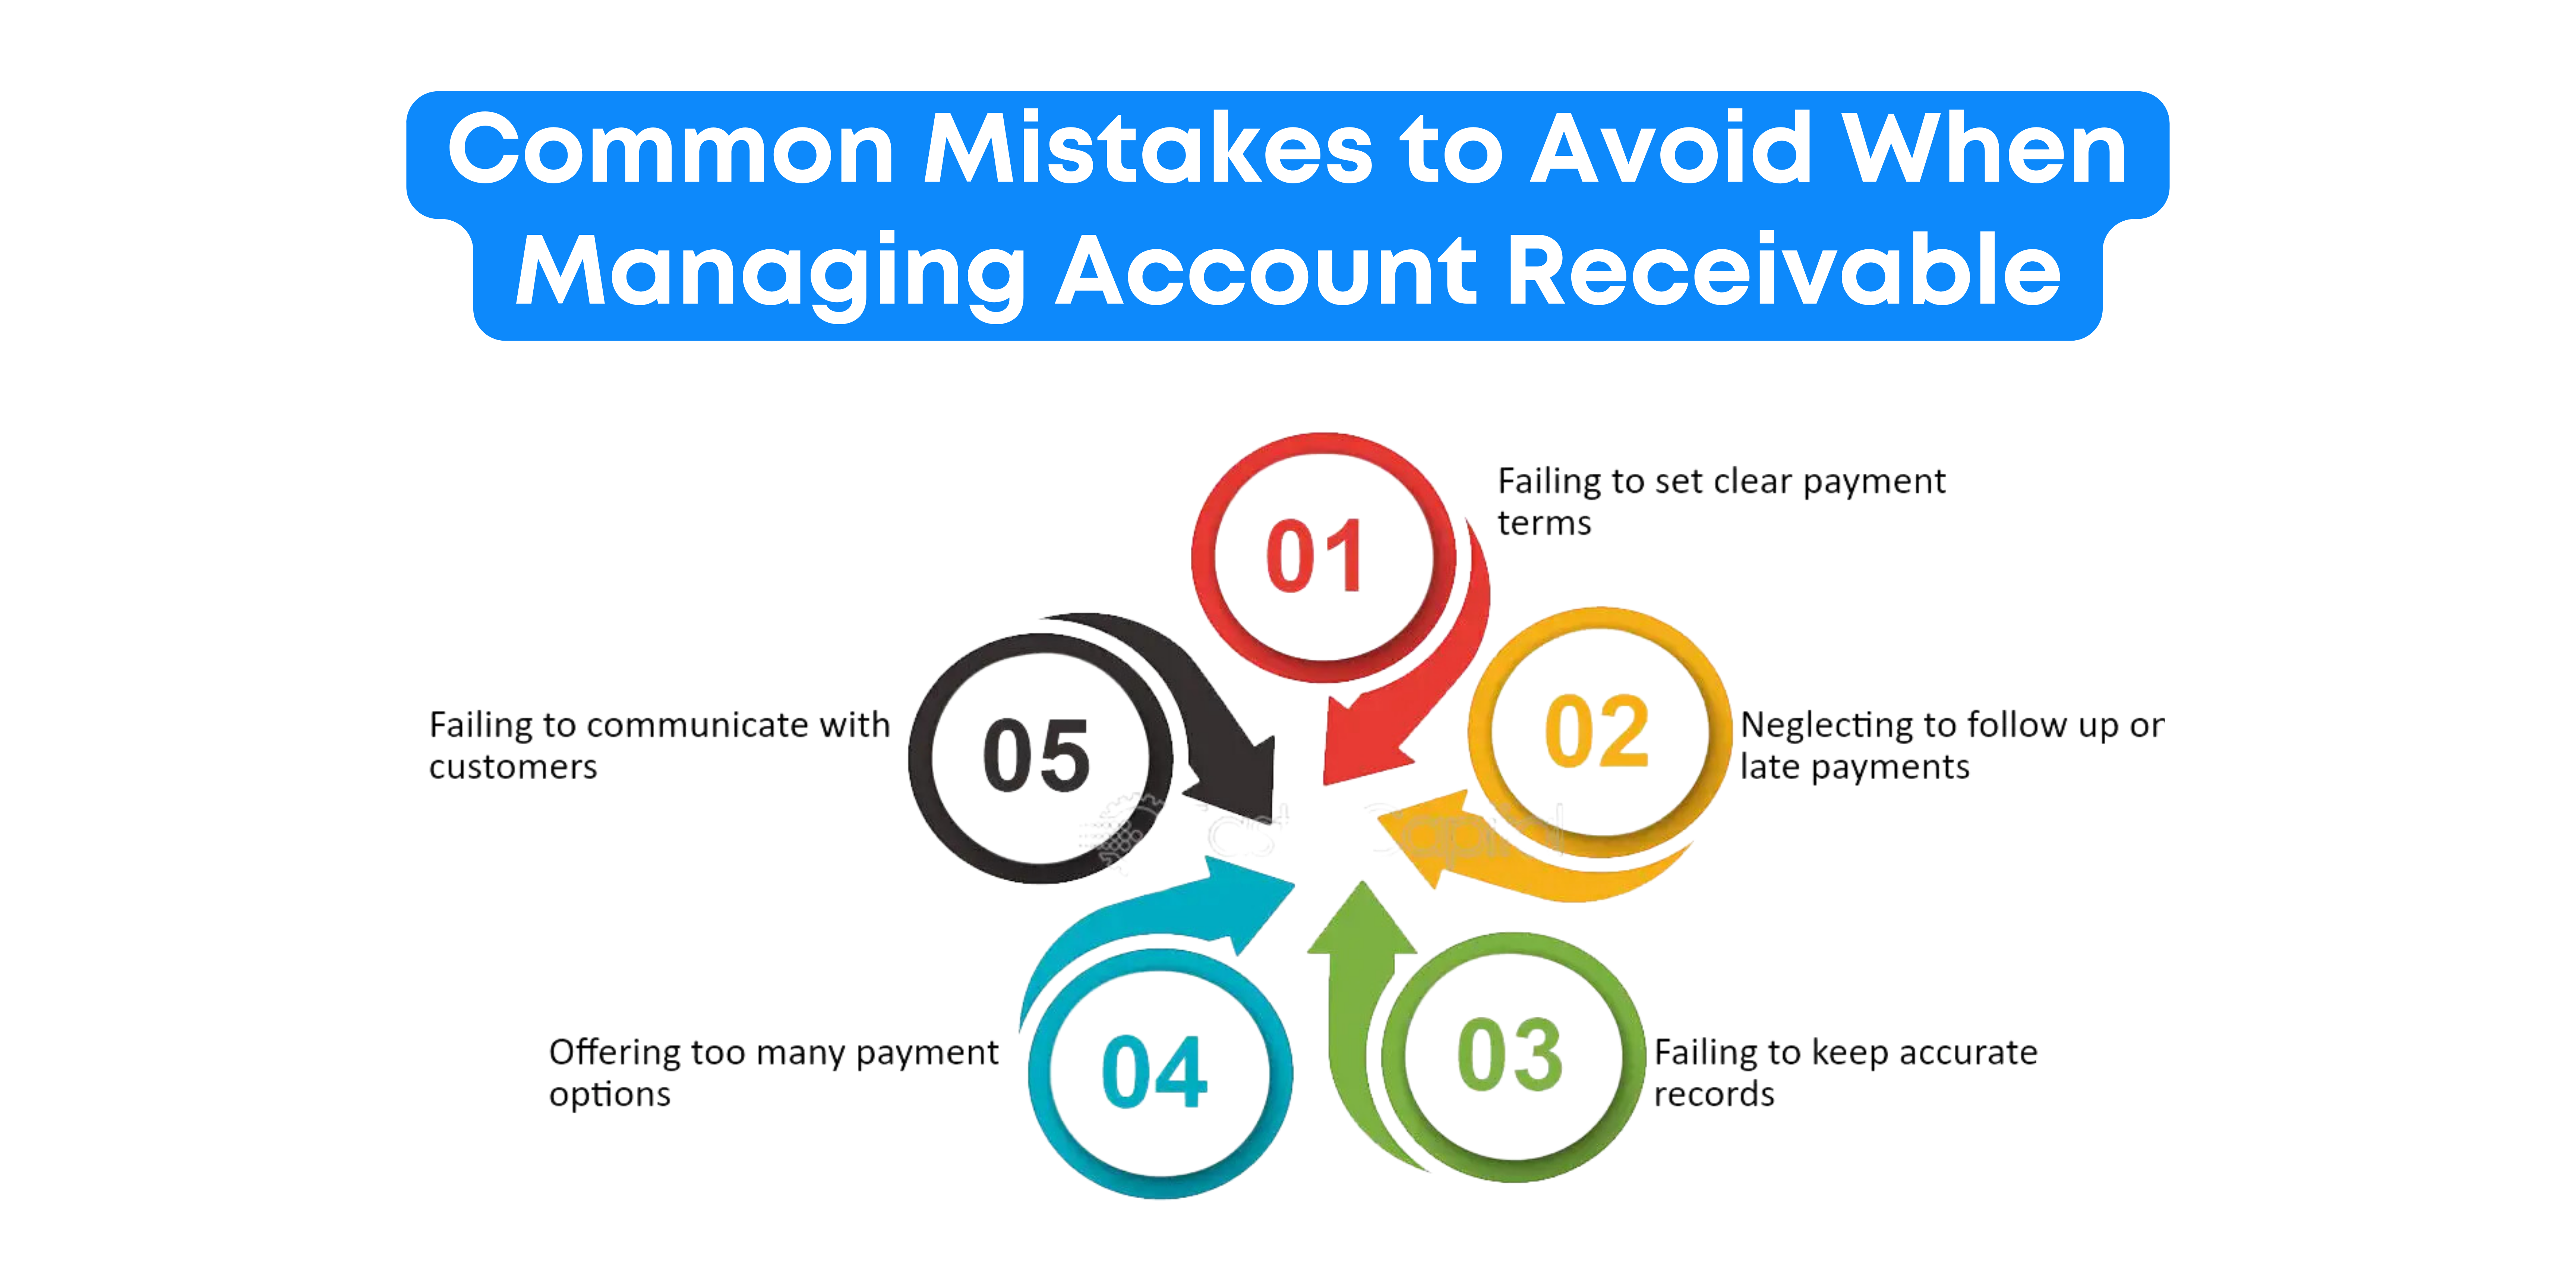 Common Mistakes to Avoid When
Managing Account Receivable
01
Failing to set clear payment
terms
02
Neglecting to follow up or
late payments
03
Failing to keep accurate
records
04
Offering too many payment
options
05
Failing to communicate with
customers